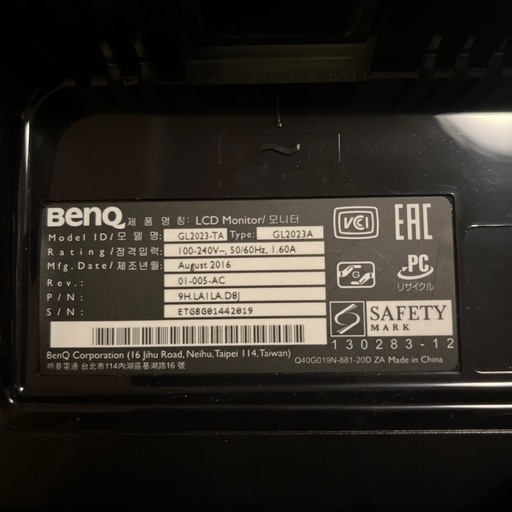 BenQ 제 품 명 칭: LCD Monitor/ 모니터
Model ID/ 모 델 명: GL2023-TA Type: GL2023A
Rating/ 정 격 전 압: 100-240V~, 50/60Hz, 1.60A
Mfg. Date/ 제조년월: August 2016
Rev.: 01-005-AC
P/N: 9H.LA1LA.D8J
S/N: ETG8G01442019
VCCI
EAC
G
PC
リサイクル
S SAFETY
MARK
130283-12
BenQ Corporation (16 Jihu Road, Neihu, Taipei 114, Taiwan)
明基電通 台北市114內湖區基湖路16 號
Q40G019N-881-20D ZA Made in China